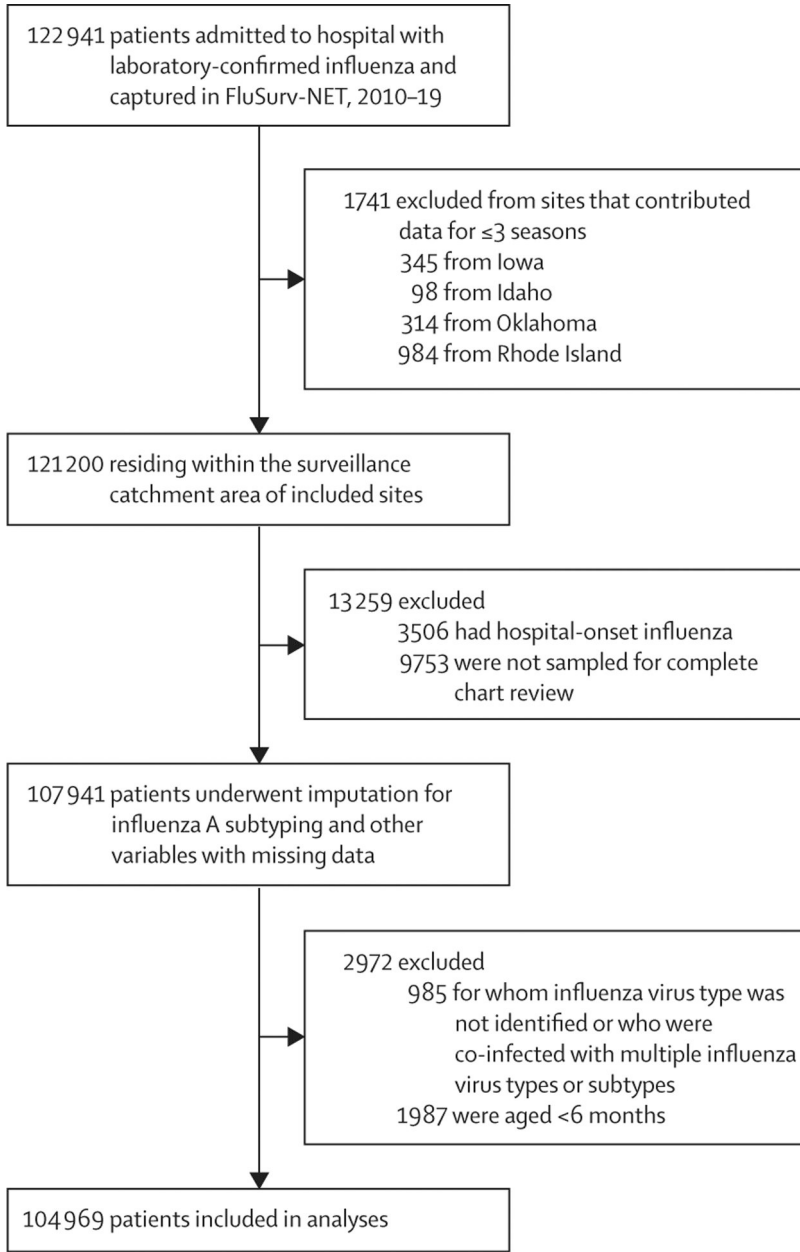 122 941 patients admitted to hospital with
laboratory-confirmed influenza and
captured in FluSurv-NET, 2010–19
1741 excluded from sites that contributed
data for ≤3 seasons
345 from Iowa
98 from Idaho
314 from Oklahoma
984 from Rhode Island
121 200 residing within the surveillance
catchment area of included sites
13 259 excluded
3506 had hospital-onset influenza
9753 were not sampled for complete
chart review
107 941 patients underwent imputation for
influenza A subtyping and other
variables with missing data
2972 excluded
985 for whom influenza virus type was
not identified or who were
co-infected with multiple influenza
virus types or subtypes
1987 were aged <6 months
104 969 patients included in analyses